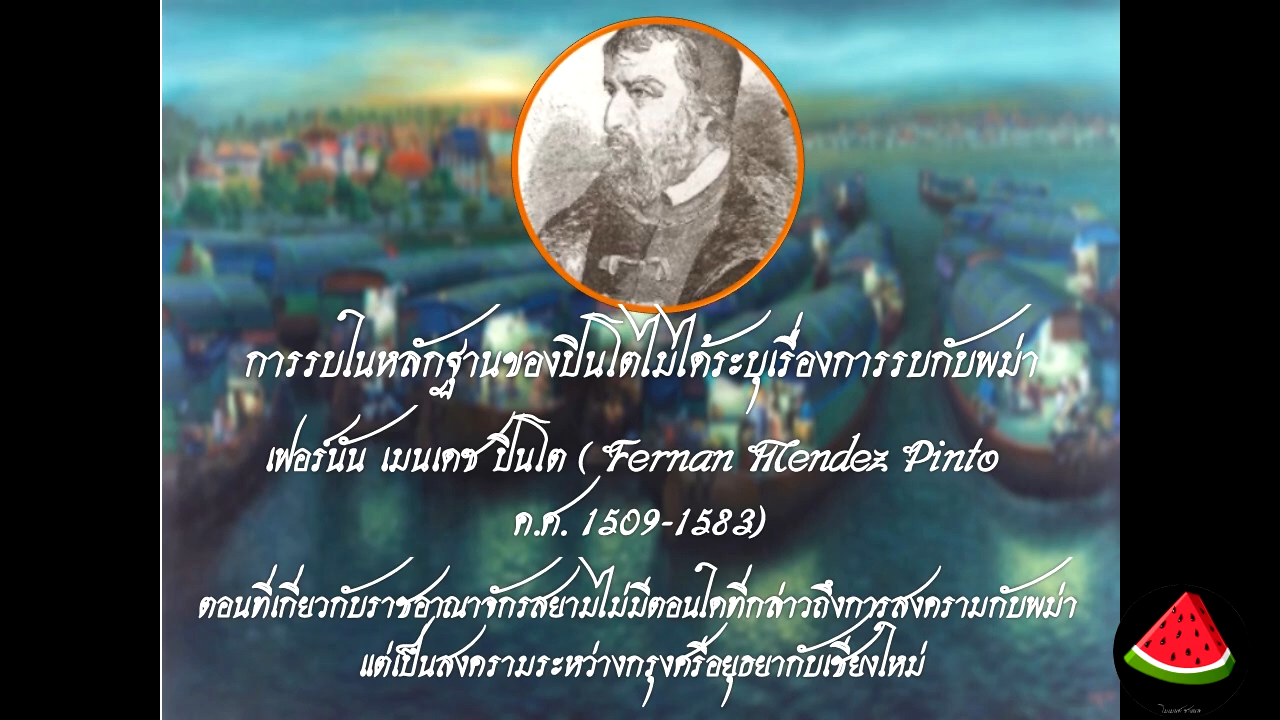 การรบในหลักฐานของปินโตไม่ได้ระบุเรื่องการรบกับพม่า
เฟอร์นัน เมนเดซ ปินโต ( Fernan Mendez Pinto
ค.ศ. 1509-1583)
ตอนที่เกี่ยวกับราชอาณาจักรสยามไม่มีตอนใดที่กล่าวถึงการสงครามกับพม่า
แต่เป็นสงครามระหว่างกรุงศรีอยุธยากับเชียงใหม่